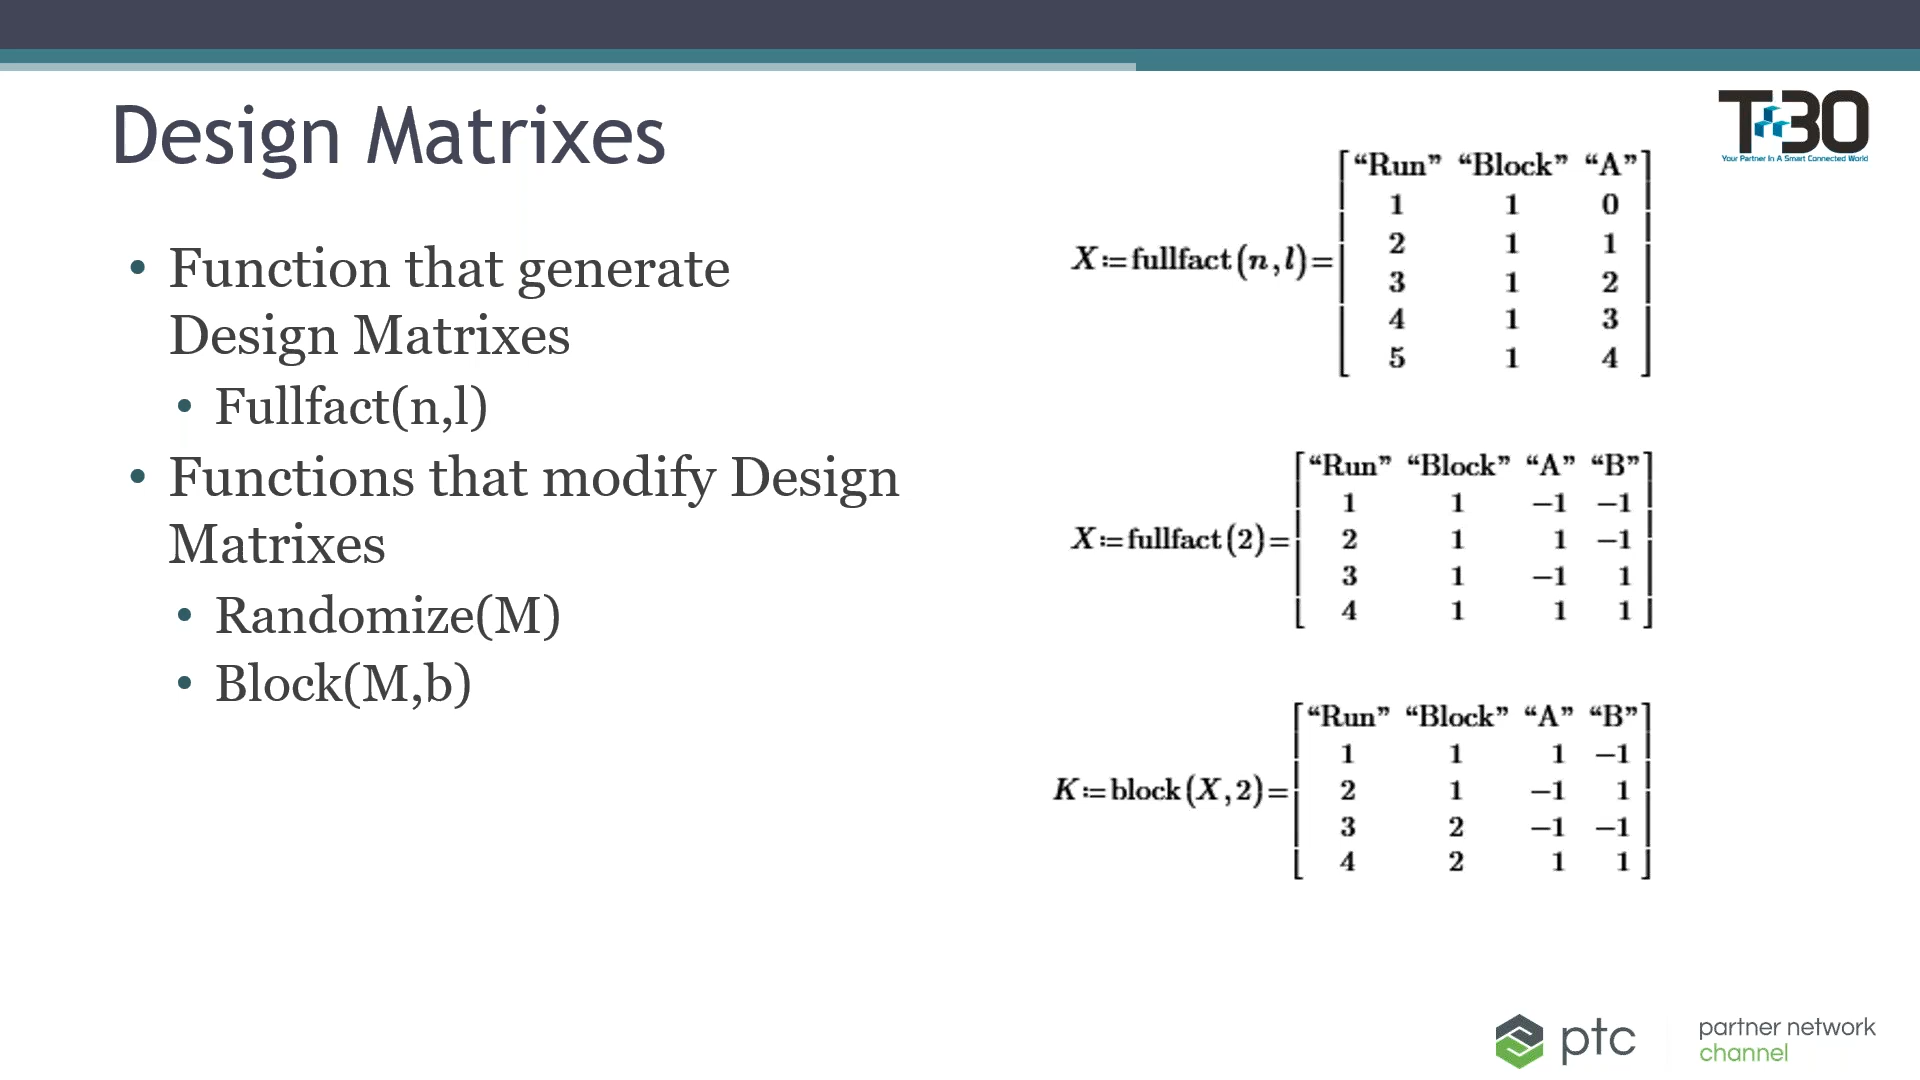 Design Matrixes
• Function that generate
Design Matrixes
• Fullfact(n,l)
• Functions that modify Design
Matrixes
• Randomize(M)
• Block(M,b)
T30
Your Partner In A Smart Connected World
“Run” “Block” “A”
1 1 0
2 1 1
X:=fullfact(n,l)=
3 1 2
4 1 3
5 1 4
“Run” “Block” “A” “B”
1 1 −1 −1
X:=fullfact(2)= 2 1 1 −1
3 1 −1 1
4 1 1 1
“Run” “Block” “A” “B”
1 1 1 −1
K:=block(X,2)= 2 1 −1 1
3 2 −1 −1
4 2 1 1
ptc
partner network
channel